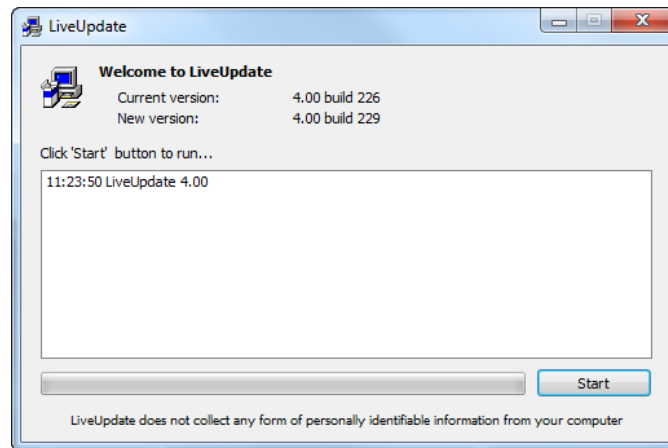 LiveUpdate
Welcome to LiveUpdate
Current version: 4.00 build 226
New version: 4.00 build 229
Click 'Start' button to run...
11:23:50 LiveUpdate 4.00
Start
LiveUpdate does not collect any form of personally identifiable information from your computer